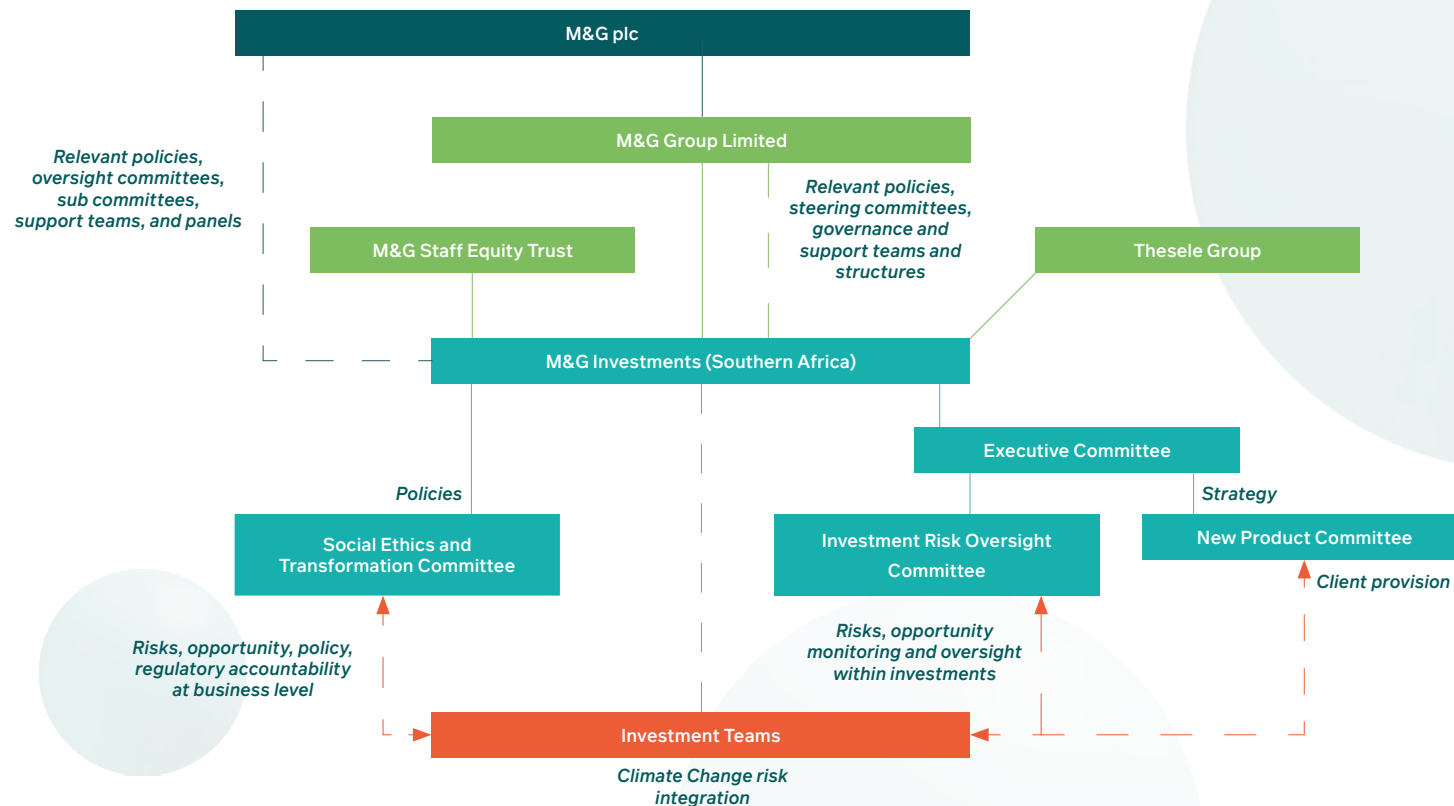 M&G plc
M&G Group Limited
Relevant policies,
oversight committees,
sub committees,
support teams, and panels
Relevant policies,
steering committees,
governance and
support teams and
structures
M&G Staff Equity Trust
Thesele Group
M&G Investments (Southern Africa)
Executive Committee
Policies
Strategy
Social Ethics and
Transformation Committee
Investment Risk Oversight
Committee
New Product Committee
Client provision
Risks, opportunity, policy,
regulatory accountability
at business level
Risks, opportunity
monitoring and oversight
within investments
Investment Teams
Climate Change risk
integration